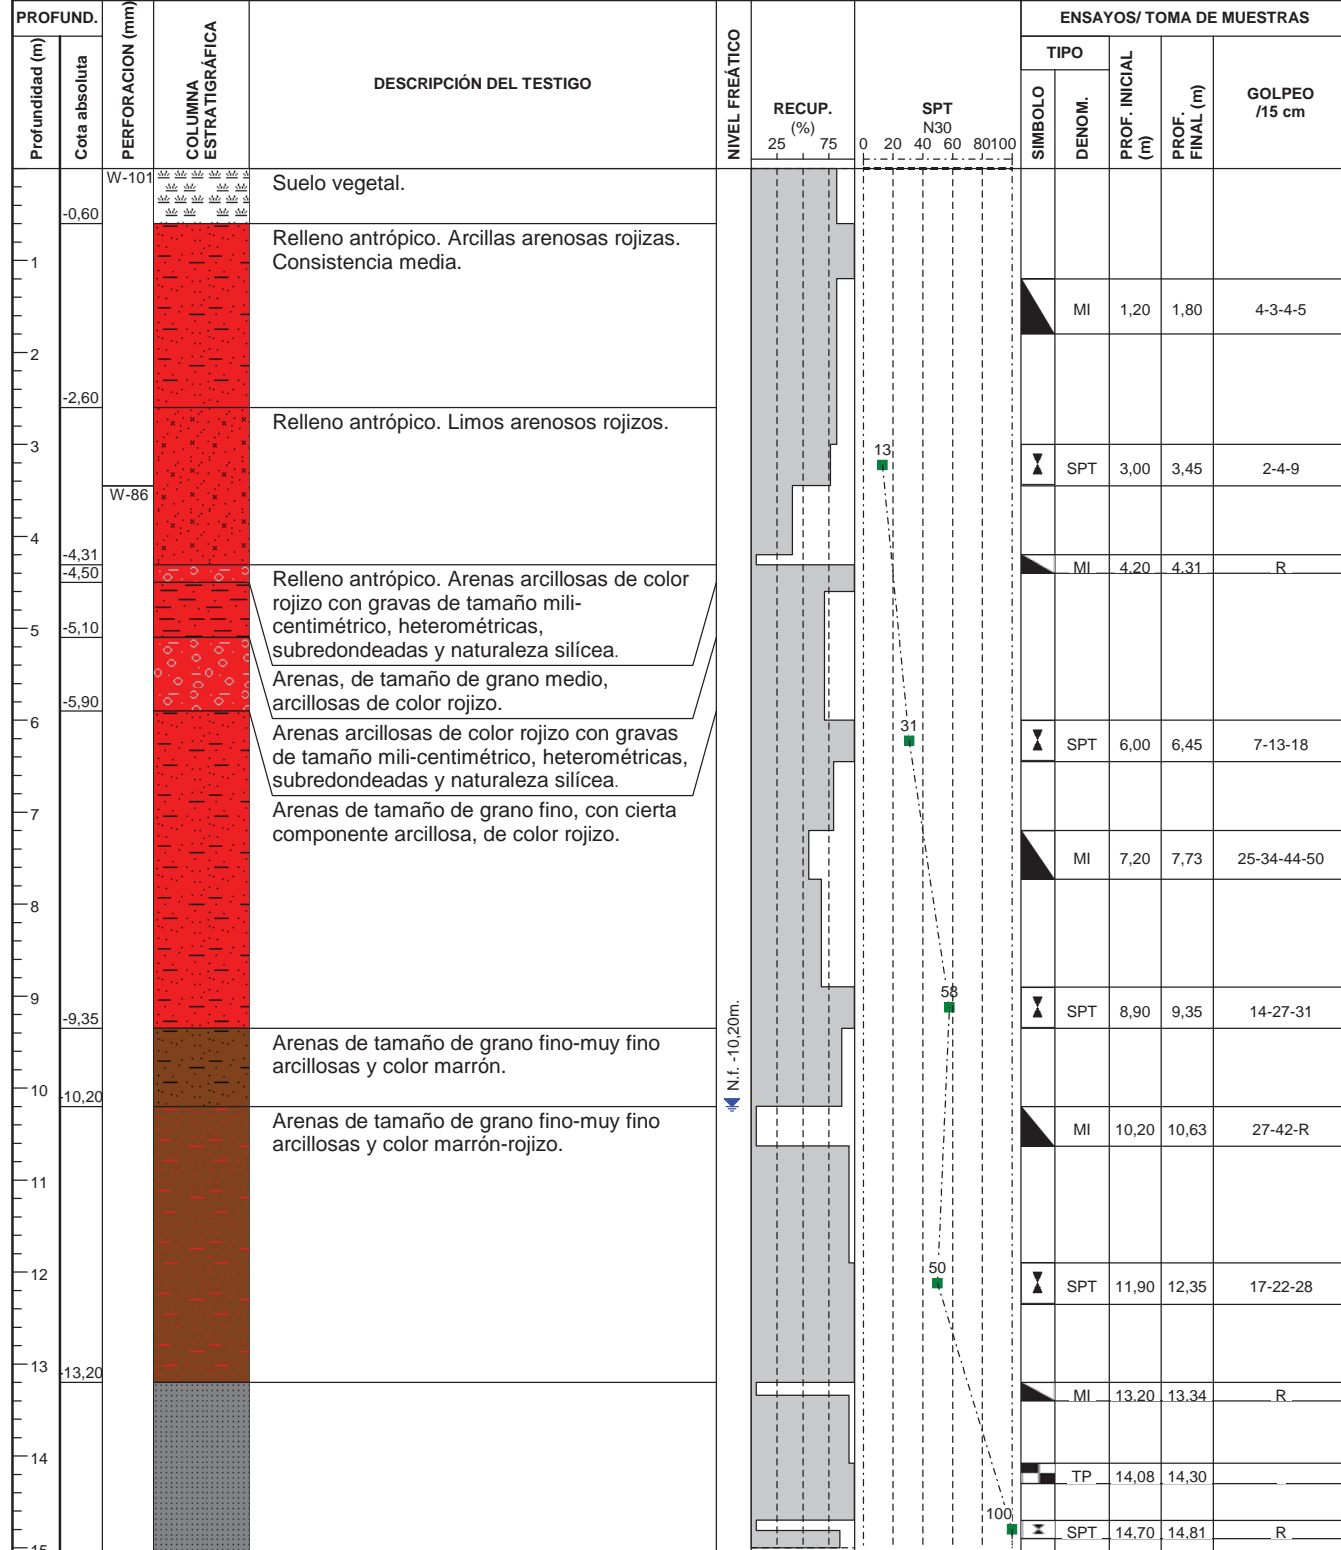 PROFUND.
Profundidad (m)
Cota absoluta
PERFORACION (mm)
COLUMNA
ESTRATIGRÁFICA
DESCRIPCIÓN DEL TESTIGO
NIVEL FREÁTICO
RECUP.
(%)
25 75
SPT
N30
0 20 40 60 80 100
ENSAYOS/ TOMA DE MUESTRAS
TIPO
SIMBOLO
DENOM.
PROF. INICIAL
(m)
PROF.
FINAL (m)
GOLPEO
/15 cm
W-101
Suelo vegetal.
-0,60
Relleno antrópico. Arcillas arenosas rojizas.
Consistencia media.
1
MI 1,20 1,80 4-3-4-5
2
-2,60
Relleno antrópico. Limos arenosos rojizos.
3
13
SPT 3,00 3,45 2-4-9
W-86
4
-4,31
MI 4.20 4.31 R
-4,50
Relleno antrópico. Arenas arcillosas de color
rojizo con gravas de tamaño mili-
centimétrico, heterométricas,
subredondeadas y naturaleza silícea.
5
-5,10
Arenas, de tamaño de grano medio,
arcillosas de color rojizo.
-5,90
6
Arenas arcillosas de color rojizo con gravas
de tamaño mili-centimétrico, heterométricas,
subredondeadas y naturaleza silícea.
31
SPT 6,00 6,45 7-13-18
7
Arenas de tamaño de grano fino, con cierta
componente arcillosa, de color rojizo.
MI 7,20 7,73 25-34-44-50
8
9
58
SPT 8,90 9,35 14-27-31
-9,35
Arenas de tamaño de grano fino-muy fino
arcillosas y color marrón.
N.f. -10,20m.
10
-10,20
Arenas de tamaño de grano fino-muy fino
arcillosas y color marrón-rojizo.
MI 10,20 10,63 27-42-R
11
12
50
SPT 11,90 12,35 17-22-28
13
-13,20
MI 13.20 13.34 R
14
TP 14,08 14,30
100
SPT 14,70 14,81 R
15